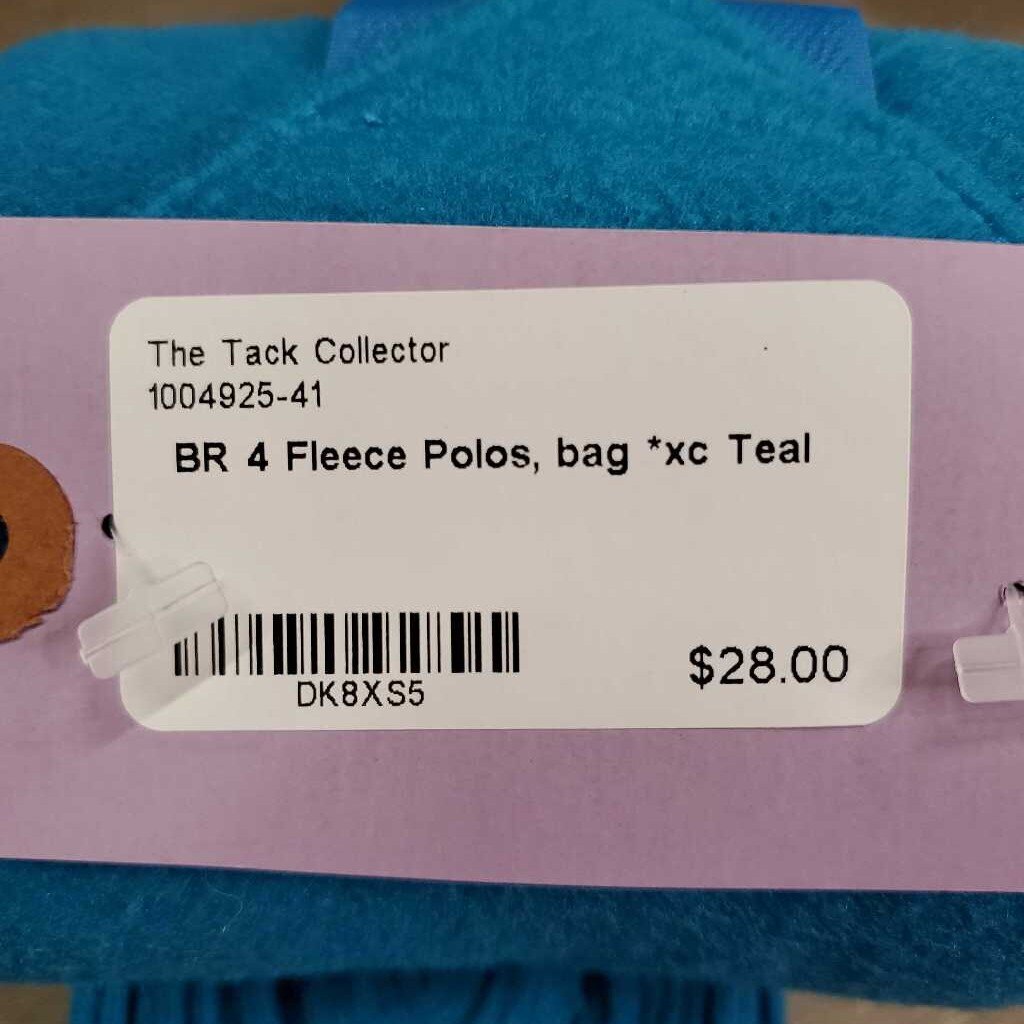 The Tack Collector
1004925-41
BR 4 Fleece Polos, bag *xc Teal
DK8XS5
$28.00